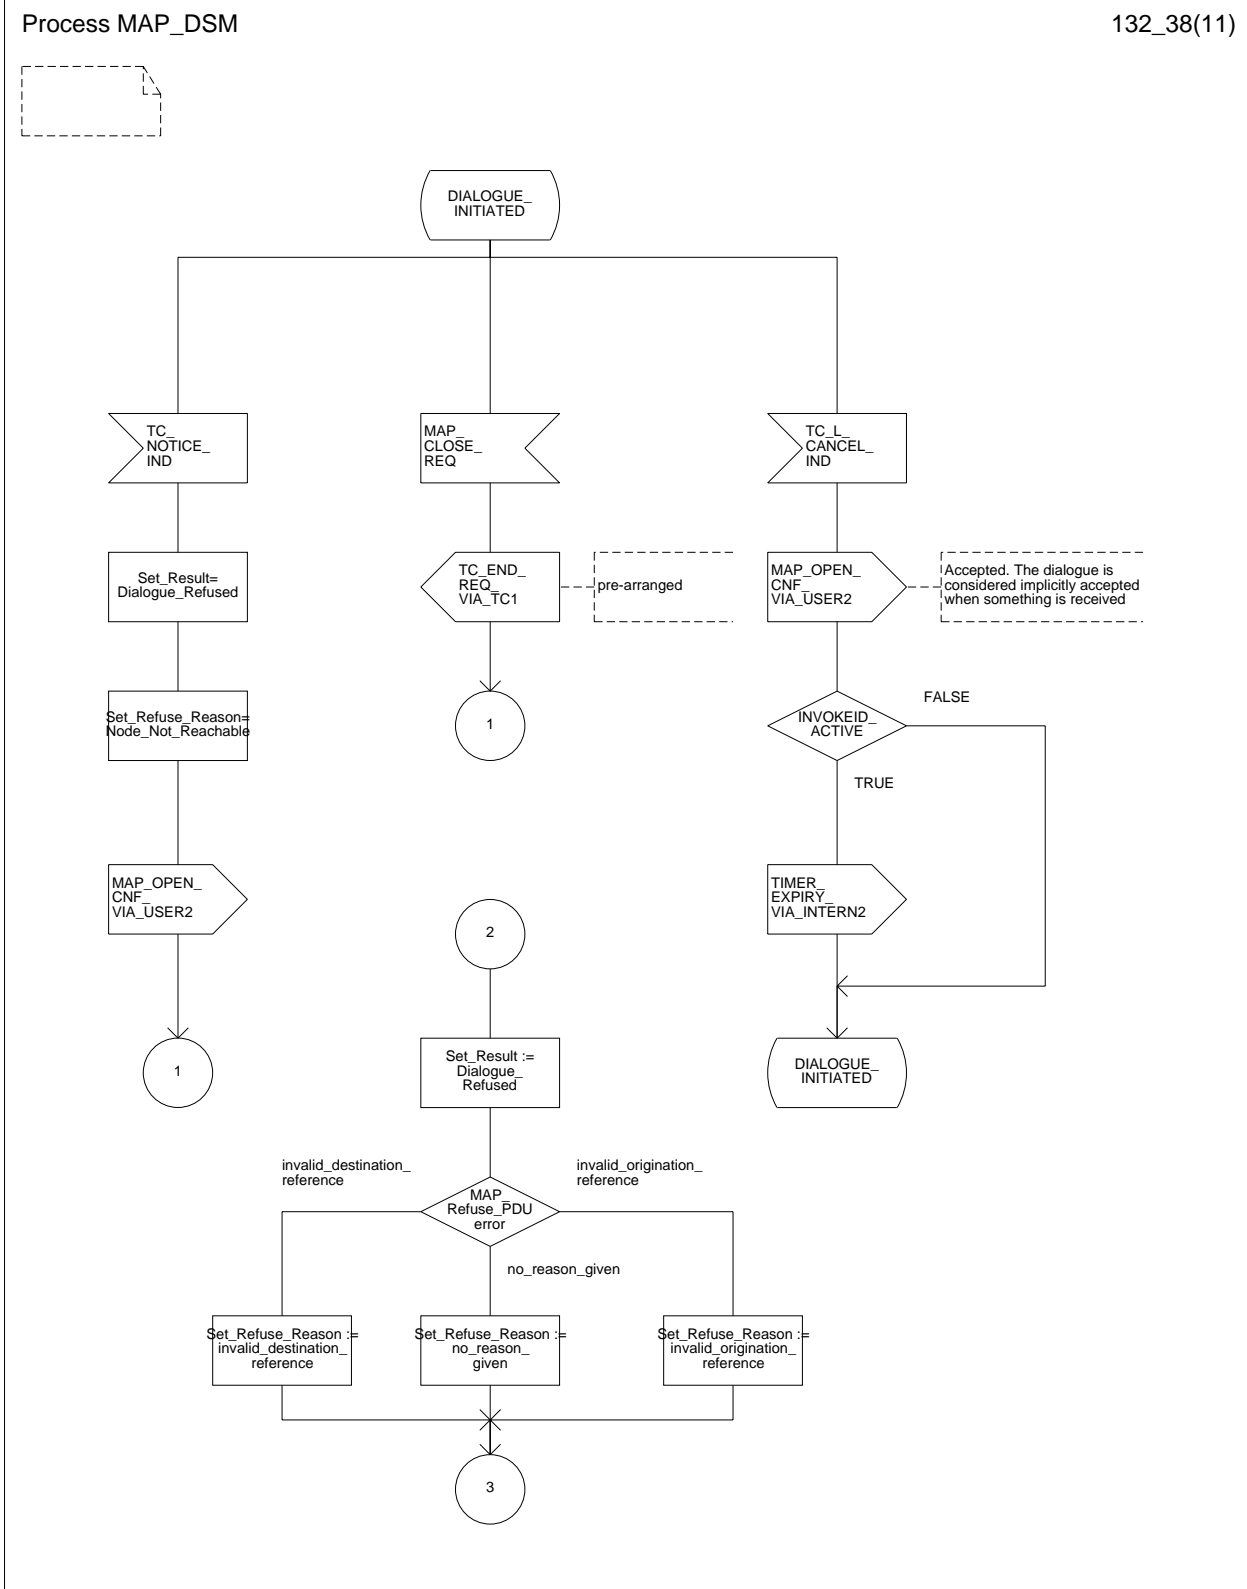 Process MAP_DSM
132_38(11)
DIALOGUE_
INITIATED
TC_
NOTICE_
IND
MAP_
CLOSE_
REQ
TC_L_
CANCEL_
IND
Set_Result=
Dialogue_Refused
TC_END_
REQ_
VIA_TC1
pre-arranged
MAP_OPEN_
CNF_
VIA_USER2
Accepted. The dialogue is
considered implicitly accepted
when something is received
Set_Refuse_Reason=
Node_Not_Reachable
1
INVOKEID_
ACTIVE
FALSE
TRUE
MAP_OPEN_
CNF_
VIA_USER2
TIMER_
EXPIRY_
VIA_INTERN2
2
1
Set_Result :=
Dialogue_
Refused
DIALOGUE_
INITIATED
invalid_destination_
reference
invalid_origination_
reference
MAP_
Refuse_PDU
error
no_reason_given
Set_Refuse_Reason :=
invalid_destination_
reference
Set_Refuse_Reason :=
no_reason_
given
Set_Refuse_Reason :=
invalid_origination_
reference
3